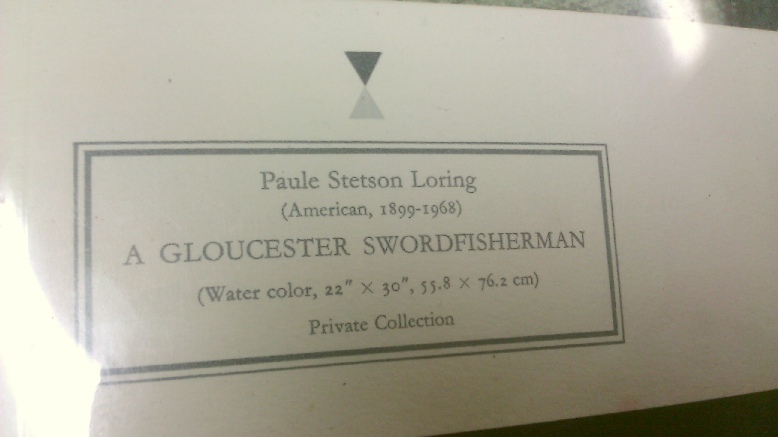 Paule Stetson Loring
(American, 1899-1968)
A GLOUCESTER SWORDFISHERMAN
(Water color, 22" × 30", 55.8 × 76.2 cm)
Private Collection